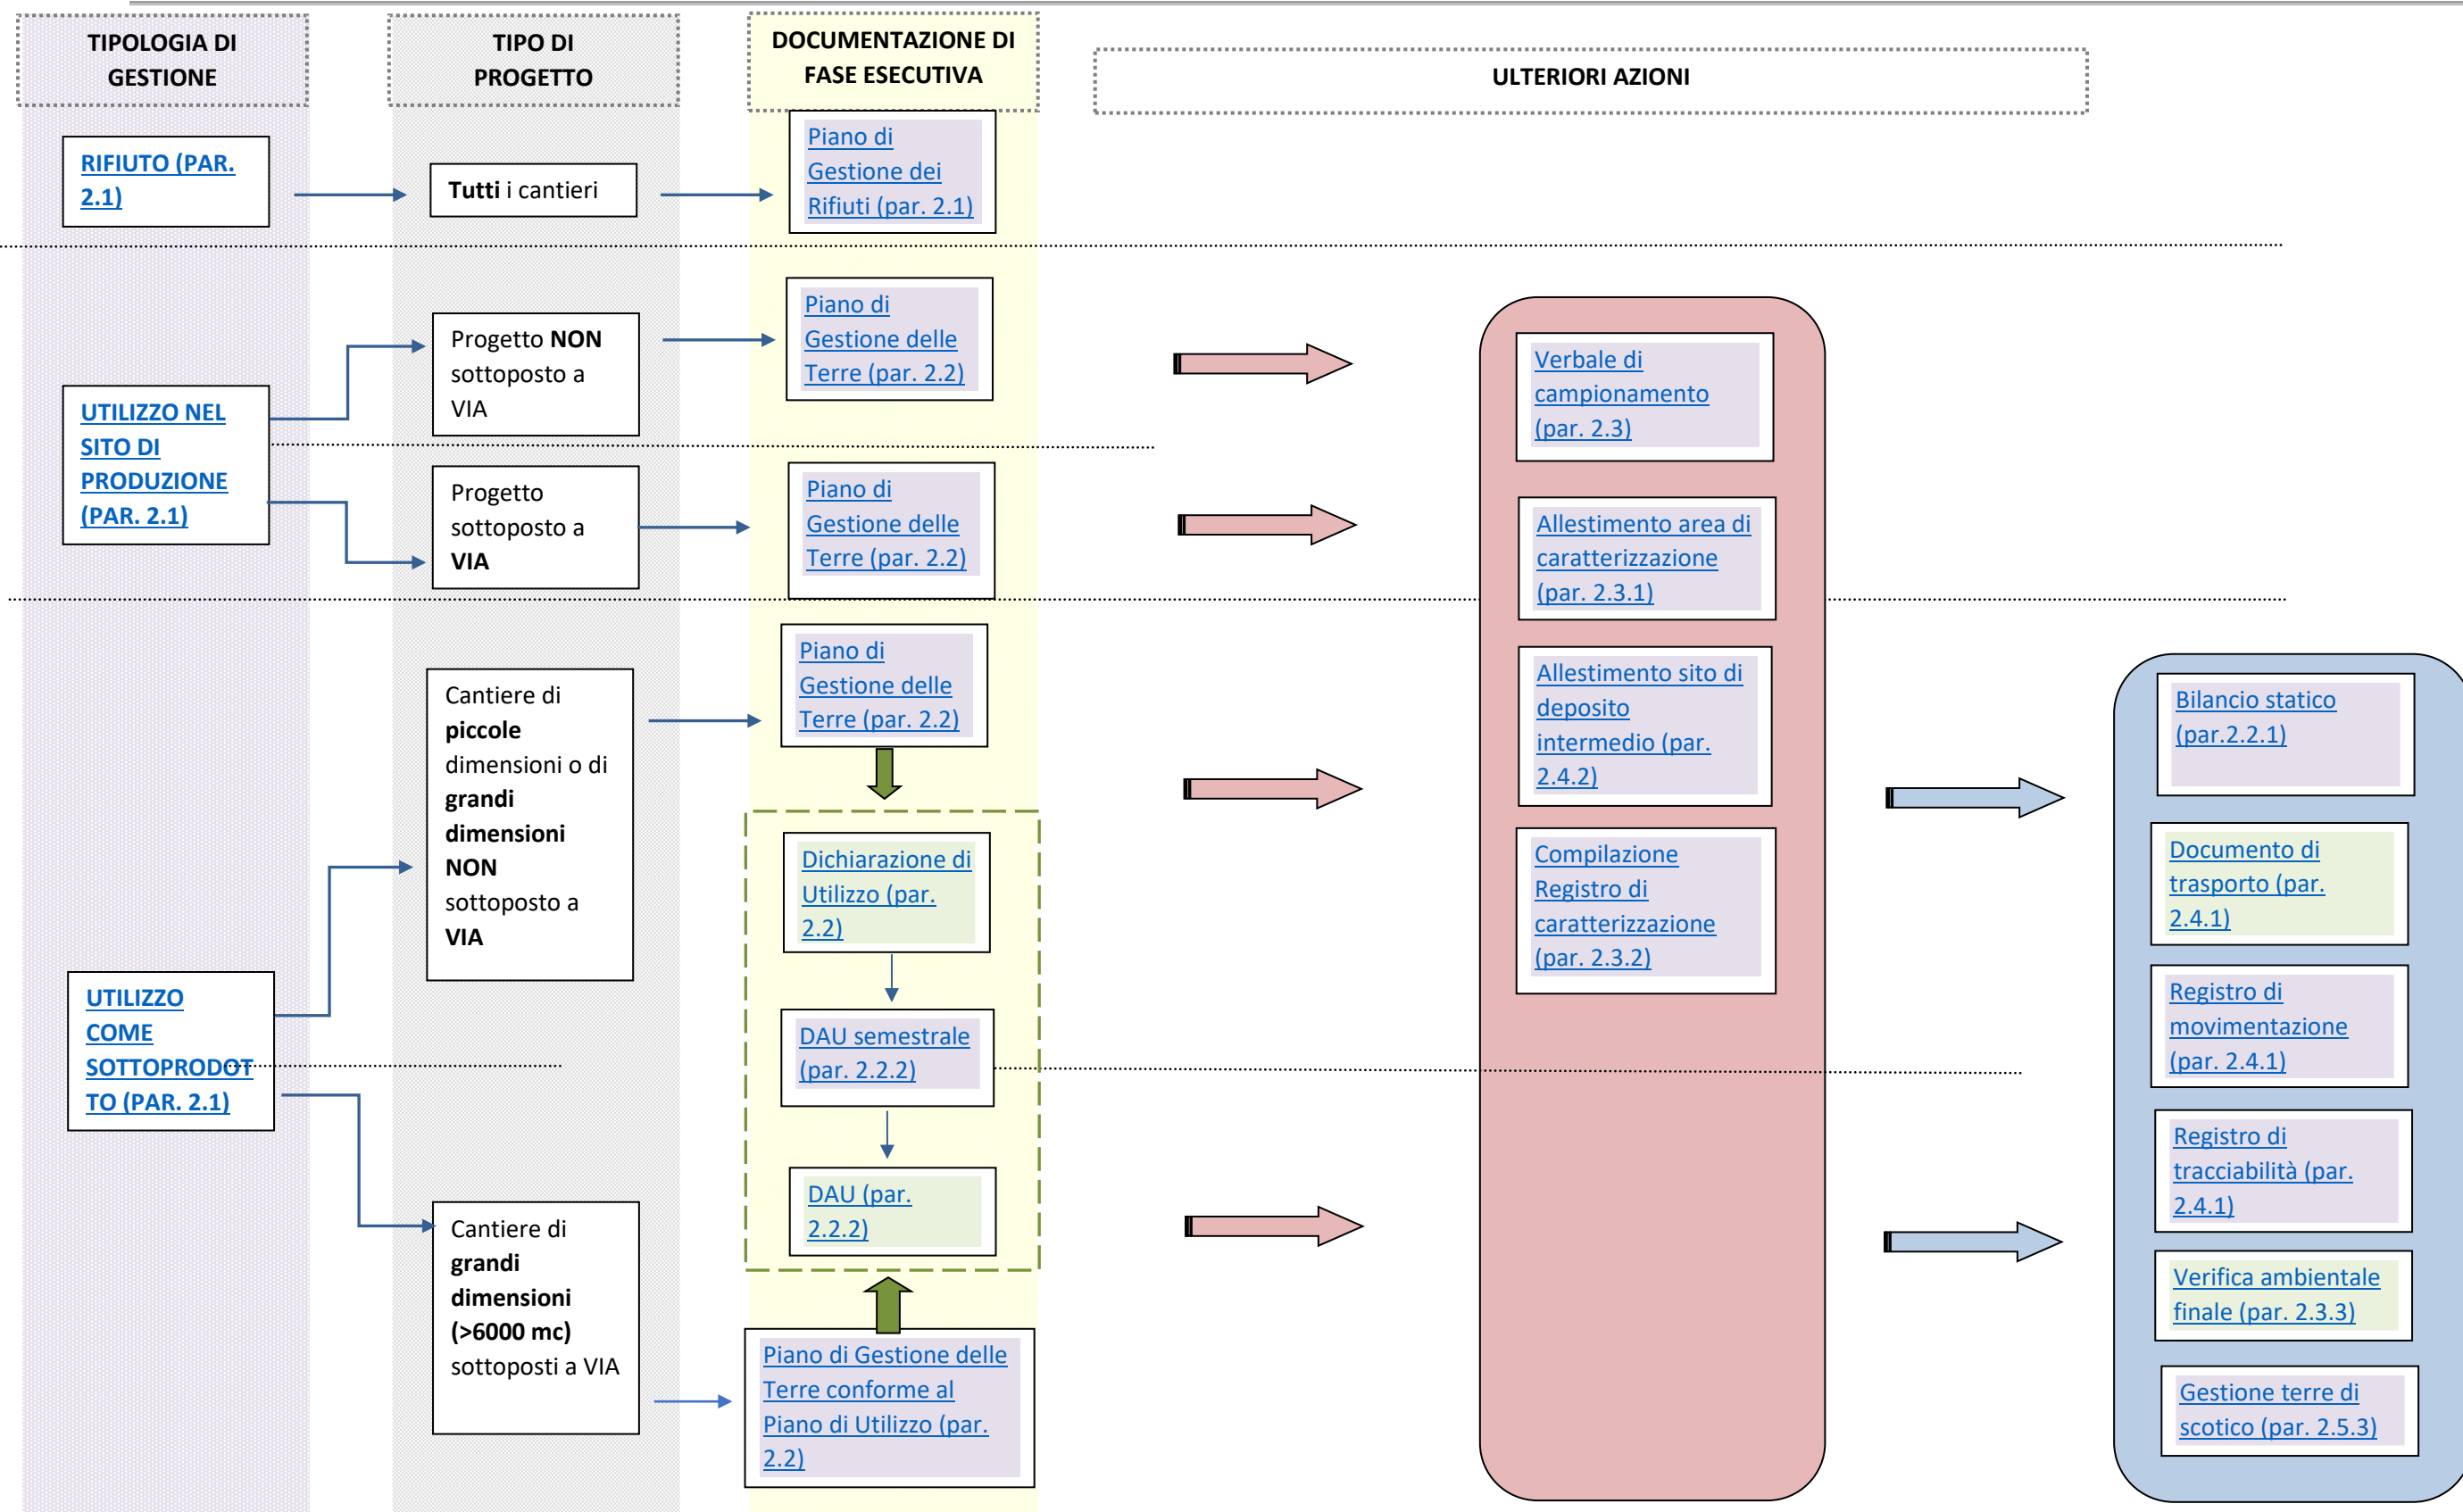 TIPOLOGIA DI
GESTIONE
TIPO DI
PROGETTO
DOCUMENTAZIONE DI
FASE ESECUTIVA
ULTERIORI AZIONI
RIFIUTO (PAR.
2.1)
Tutti i cantieri
Piano di
Gestione dei
Rifiuti (par. 2.1)
UTILIZZO NEL
SITO DI
PRODUZIONE
(PAR. 2.1)
Progetto NON
sottoposto a
VIA
Piano di
Gestione delle
Terre (par. 2.2)
Progetto
sottoposto a
VIA
Piano di
Gestione delle
Terre (par. 2.2)
UTILIZZO
COME
SOTTOPRODOT
TO (PAR. 2.1)
Cantiere di
piccole
dimensioni o di
grandi
dimensioni
NON
sottoposto a
VIA
Piano di
Gestione delle
Terre (par. 2.2)
Dichiarazione di
Utilizzo (par.
2.2)
DAU semestrale
(par. 2.2.2)
DAU (par.
2.2.2)
Cantiere di
grandi
dimensioni
(>6000 mc)
sottoposti a VIA
Piano di Gestione delle
Terre conforme al
Piano di Utilizzo (par.
2.2)
Verbale di
campionamento
(par. 2.3)
Allestimento area di
caratterizzazione
(par. 2.3.1)
Allestimento sito di
deposito
intermedio (par.
2.4.2)
Compilazione
Registro di
caratterizzazione
(par. 2.3.2)
Bilancio statico
(par.2.2.1)
Documento di
trasporto (par.
2.4.1)
Registro di
movimentazione
(par. 2.4.1)
Registro di
tracciabilità (par.
2.4.1)
Verifica ambientale
finale (par. 2.3.3)
Gestione terre di
scotico (par. 2.5.3)